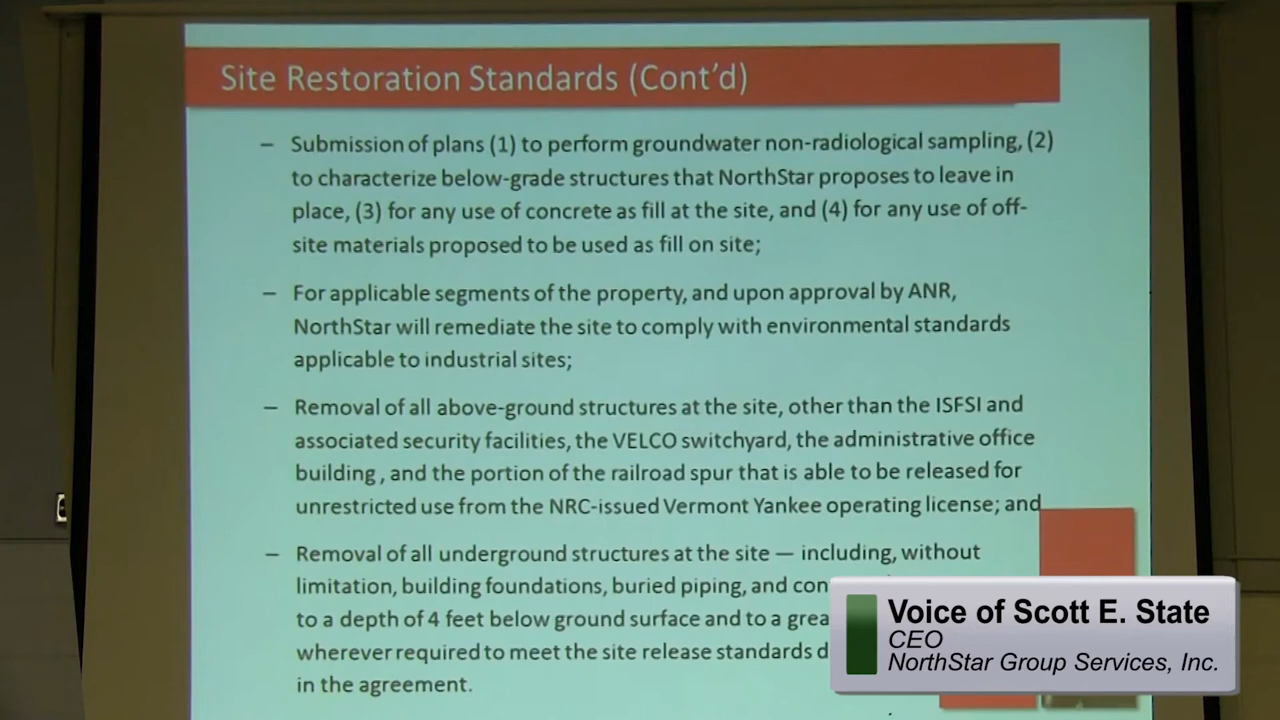 Site Restoration Standards (Cont'd)
– Submission of plans (1) to perform groundwater non-radiological sampling, (2)
to characterize below-grade structures that NorthStar proposes to leave in
place, (3) for any use of concrete as fill at the site, and (4) for any use of off-
site materials proposed to be used as fill on site;
– For applicable segments of the property, and upon approval by ANR,
NorthStar will remediate the site to comply with environmental standards
applicable to industrial sites;
– Removal of all above-ground structures at the site, other than the ISFSI and
associated security facilities, the VELCO switchyard, the administrative office
building , and the portion of the railroad spur that is able to be released for
unrestricted use from the NRC-issued Vermont Yankee operating license; and
– Removal of all underground structures at the site — including, without
limitation, building foundations, buried piping, and
to a depth of 4 feet below ground surface and to a
wherever required to meet the site release standards
in the agreement.
Voice of Scott E. State
CEO
NorthStar Group Services, Inc.